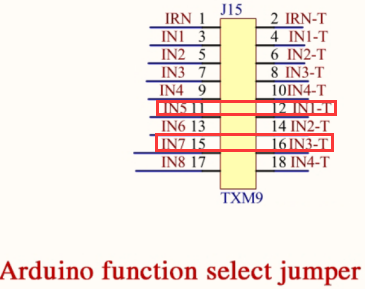 J15
IRN 1 2 IRN-T
IN1 3 4 IN1-T
IN2 5 6 IN2-T
IN3 7 8 IN3-T
IN4 9 10 IN4-T
IN5 11 12 IN1-T
IN6 13 14 IN2-T
IN7 15 16 IN3-T
IN8 17 18 IN4-T
TXM9
Arduino function select jumper